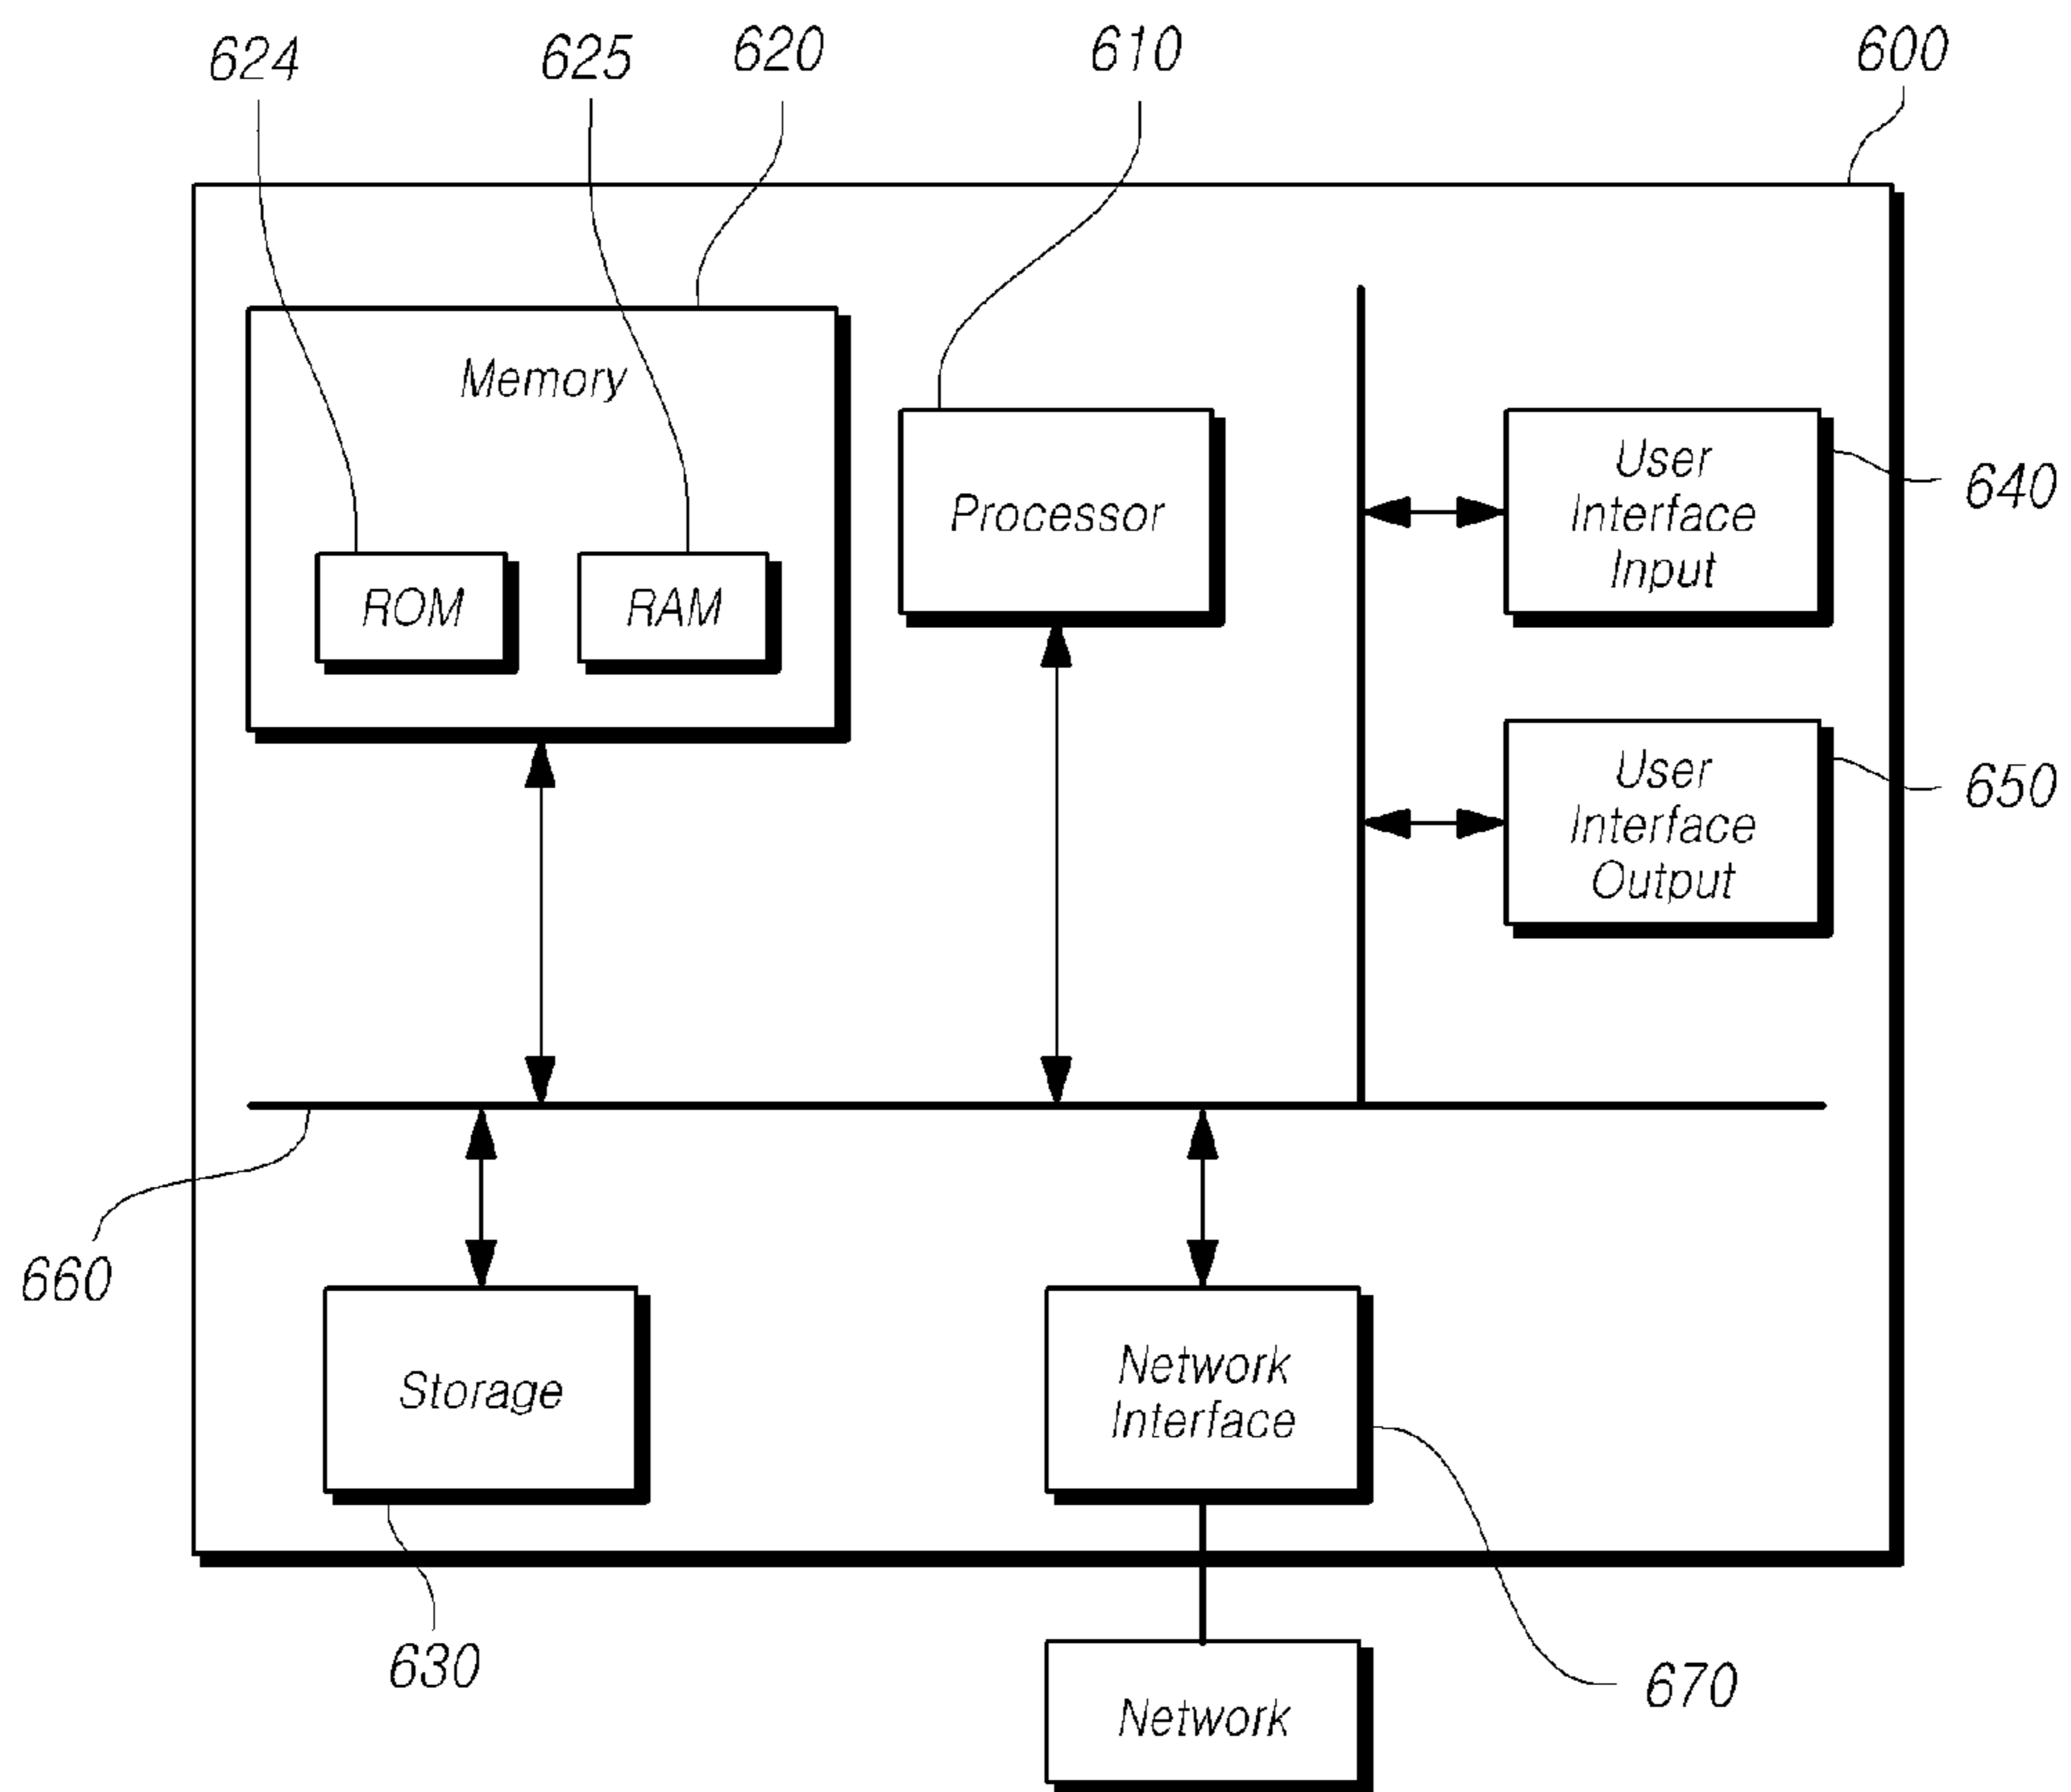 624
625
620
610
600
Memory
ROM
RAM
Processor
User
Interface
Input
640
User
Interface
Output
650
660
Storage
Network
Interface
630
670
Network